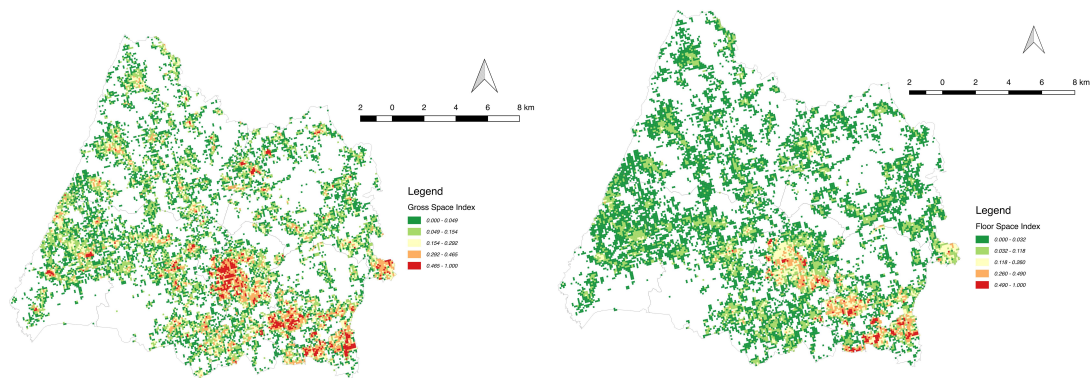 2 0 2 4 6 8 km
Legend
Gross Space Index
0.000 - 0.049
0.049 - 0.154
0.154 - 0.292
0.292 - 0.465
0.465 - 1.000
2 0 2 4 6 8 km
Legend
Floor Space Index
0.000 - 0.032
0.032 - 0.118
0.118 - 0.260
0.260 - 0.490
0.490 - 1.000